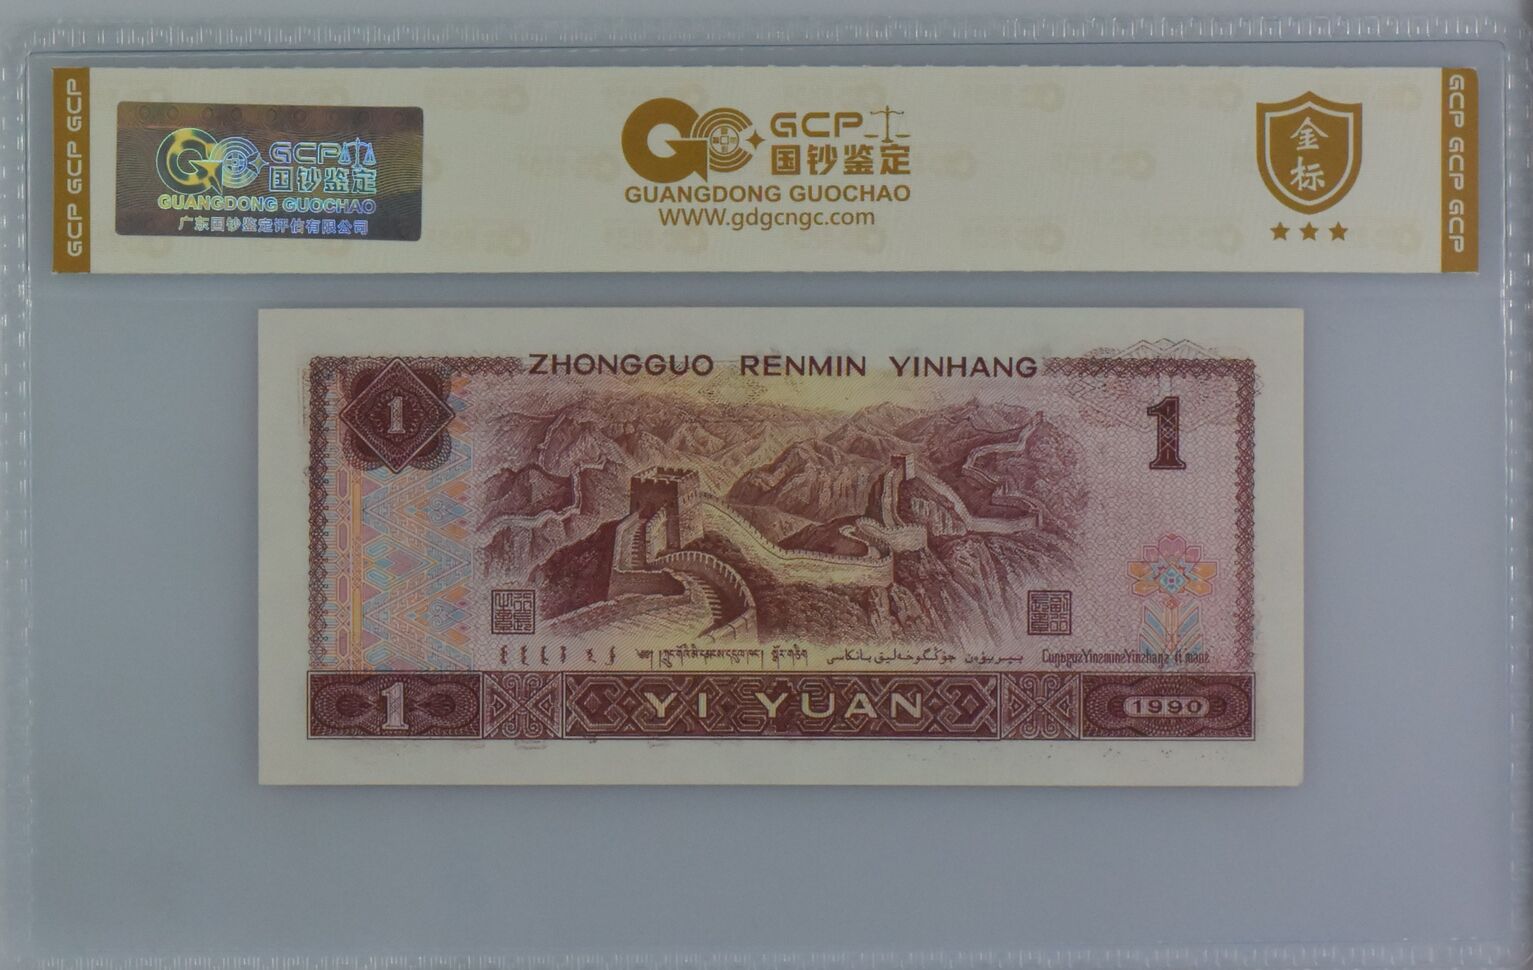 GCP GCP GCP
GCP
国钞鉴定
GUANGDONG GUOCHAO
广东国钞鉴定评估有限公司
GCP
国钞鉴定
GUANGDONG GUOCHAO
WWW.gdgcngc.com
金标
GCP GCP GCP
ZHONGGUO RENMIN YINHANG
1
1
1
YI YUAN
1990